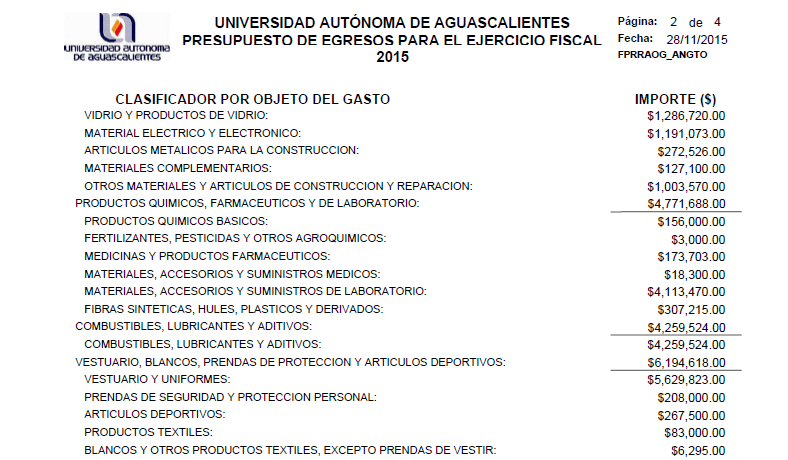 UNIVERSIDAD AUTÓNOMA DE AGUASCALIENTES
PRESUPUESTO DE EGRESOS PARA EL EJERCICIO FISCAL
2015
UNIVERSIDAD AUTONOMA
DE AGUASCALIENTES
Página: 2 de 4
Fecha: 28/11/2015
FPRRAOG_ANGTO
CLASIFICADOR POR OBJETO DEL GASTO IMPORTE ($)
VIDRIO Y PRODUCTOS DE VIDRIO: $1,286,720.00
MATERIAL ELECTRICO Y ELECTRONICO: $1,191,073.00
ARTICULOS METALICOS PARA LA CONSTRUCCION: $272,526.00
MATERIALES COMPLEMENTARIOS: $127,100.00
OTROS MATERIALES Y ARTICULOS DE CONSTRUCCION Y REPARACION: $1,003,570.00
PRODUCTOS QUIMICOS, FARMACEUTICOS Y DE LABORATORIO: $4,771,688.00
PRODUCTOS QUIMICOS BASICOS: $156,000.00
FERTILIZANTES, PESTICIDAS Y OTROS AGROQUIMICOS: $3,000.00
MEDICINAS Y PRODUCTOS FARMACEUTICOS: $173,703.00
MATERIALES, ACCESORIOS Y SUMINISTROS MEDICOS: $18,300.00
MATERIALES, ACCESORIOS Y SUMINISTROS DE LABORATORIO: $4,113,470.00
FIBRAS SINTETICAS, HULES, PLASTICOS Y DERIVADOS: $307,215.00
COMBUSTIBLES, LUBRICANTES Y ADITIVOS: $4,259,524.00
COMBUSTIBLES, LUBRICANTES Y ADITIVOS: $4,259,524.00
VESTUARIO, BLANCOS, PRENDAS DE PROTECCION Y ARTICULOS DEPORTIVOS: $6,194,618.00
VESTUARIO Y UNIFORMES: $5,629,823.00
PRENDAS DE SEGURIDAD Y PROTECCION PERSONAL: $208,000.00
ARTICULOS DEPORTIVOS: $267,500.00
PRODUCTOS TEXTILES: $83,000.00
BLANCOS Y OTROS PRODUCTOS TEXTILES, EXCEPTO PRENDAS DE VESTIR: $6,295.00